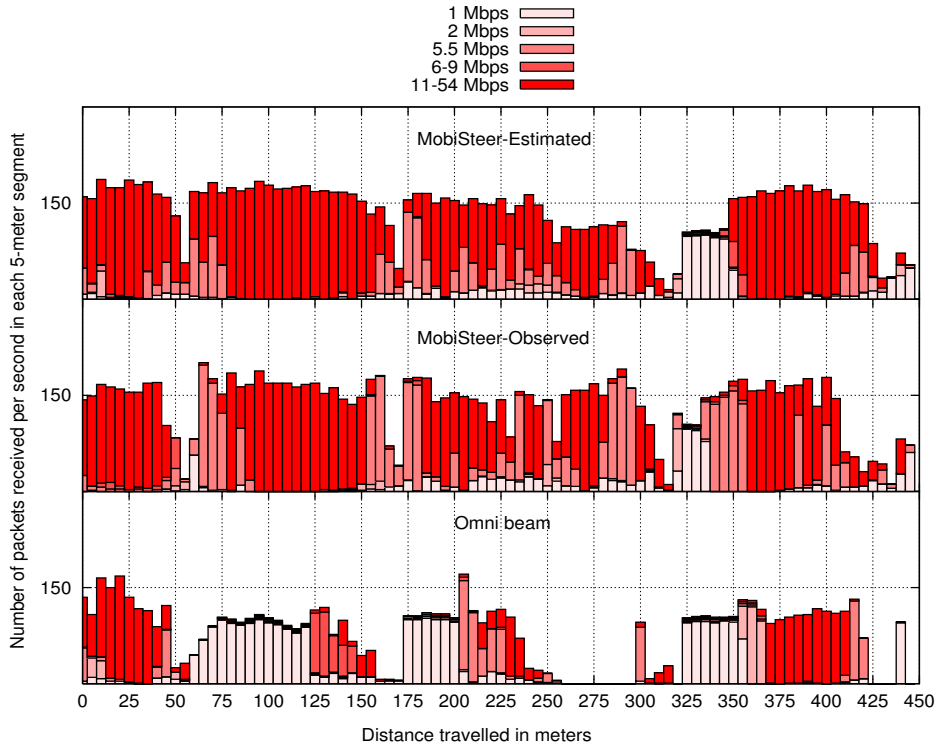 1 Mbps
2 Mbps
5.5 Mbps
6-9 Mbps
11-54 Mbps
Number of packets received per second in each 5-meter segment
MobiSteer-Estimated
150
MobiSteer-Observed
150
Omni beam
150
0 25 50 75 100 125 150 175 200 225 250 275 300 325 350 375 400 425 450
Distance travelled in meters